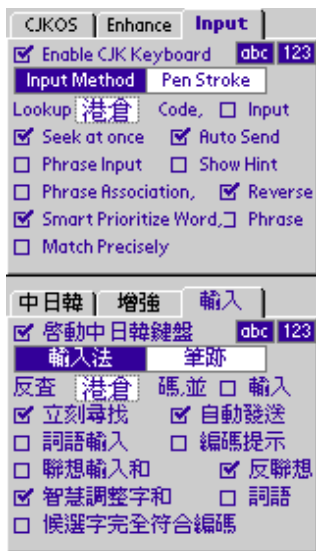 CJKOS Enhance Input
Enable CJK Keyboard abc 123
Input Method Pen Stroke
Lookup 港倉 Code, Input
Seek at once Auto Send
Phrase Input Show Hint
Phrase Association, Reverse
Smart Prioritize Word, Phrase
Match Precisely
中日韓 增強 輸入
啓動中日韓鍵盤 abc 123
輸入法 筆跡
反查 港倉 碼,並 輸入
立刻尋找 自動發送
詞語輸入 編碼提示
聯想輸入和 反聯想
智慧調整字和 詞語
候選字完全符合編碼